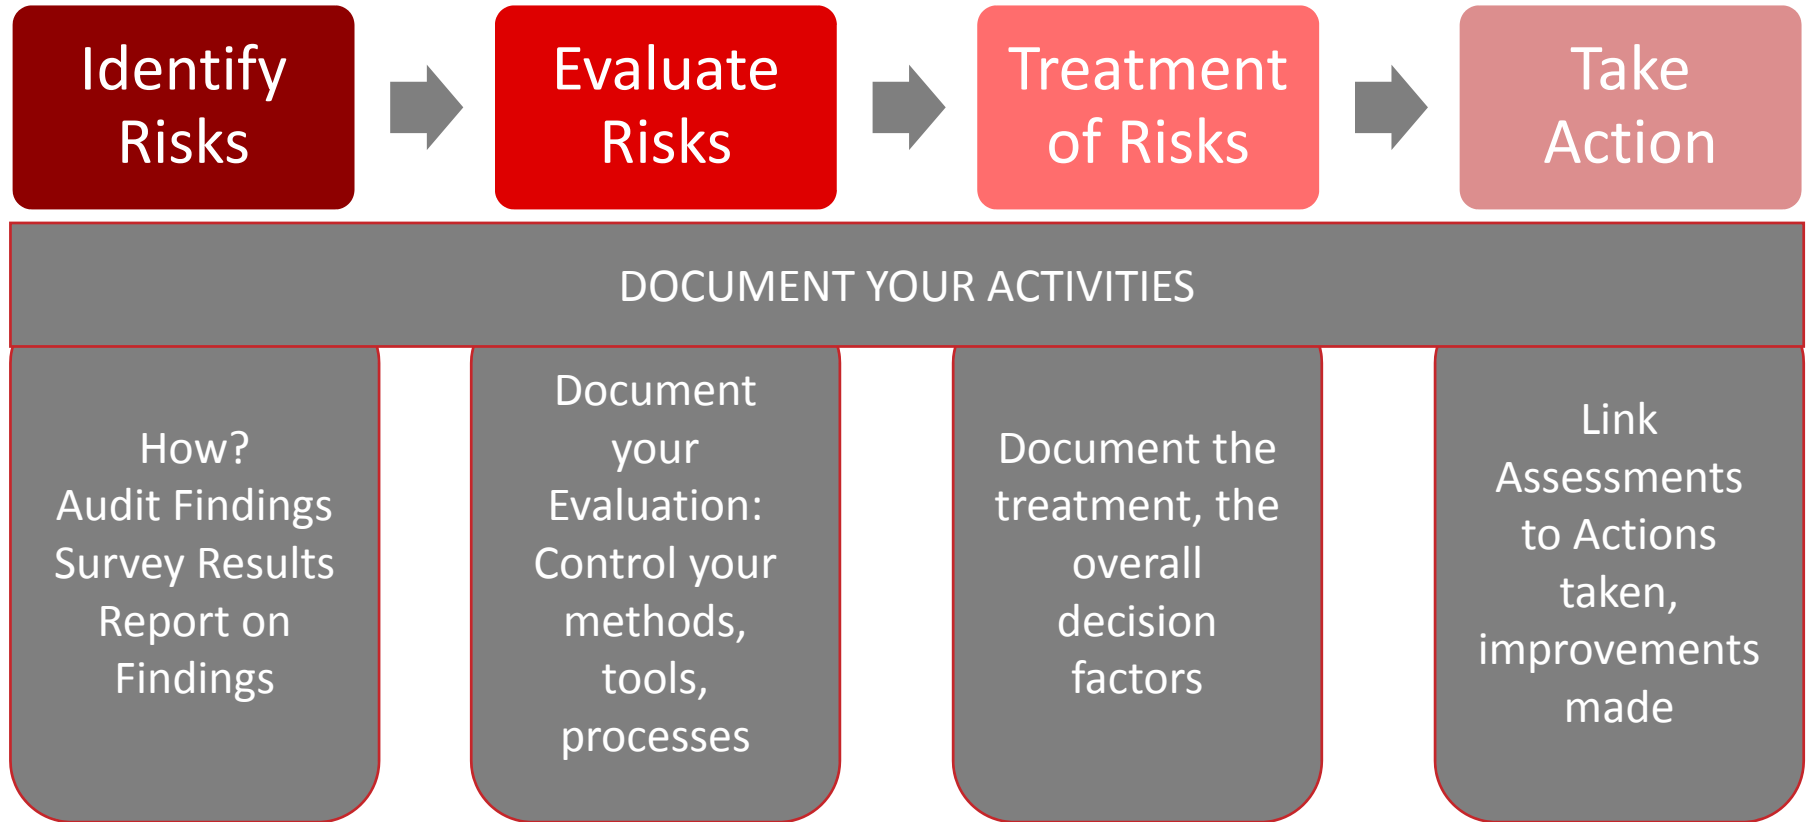 Identify
Risks
Evaluate
Risks
Treatment
of Risks
Take
Action
DOCUMENT YOUR ACTIVITIES
How?
Audit Findings
Survey Results
Report on
Findings
Document
your
Evaluation:
Control your
methods,
tools,
processes
Document the
treatment, the
overall
decision
factors
Link
Assessments
to Actions
taken,
improvements
made